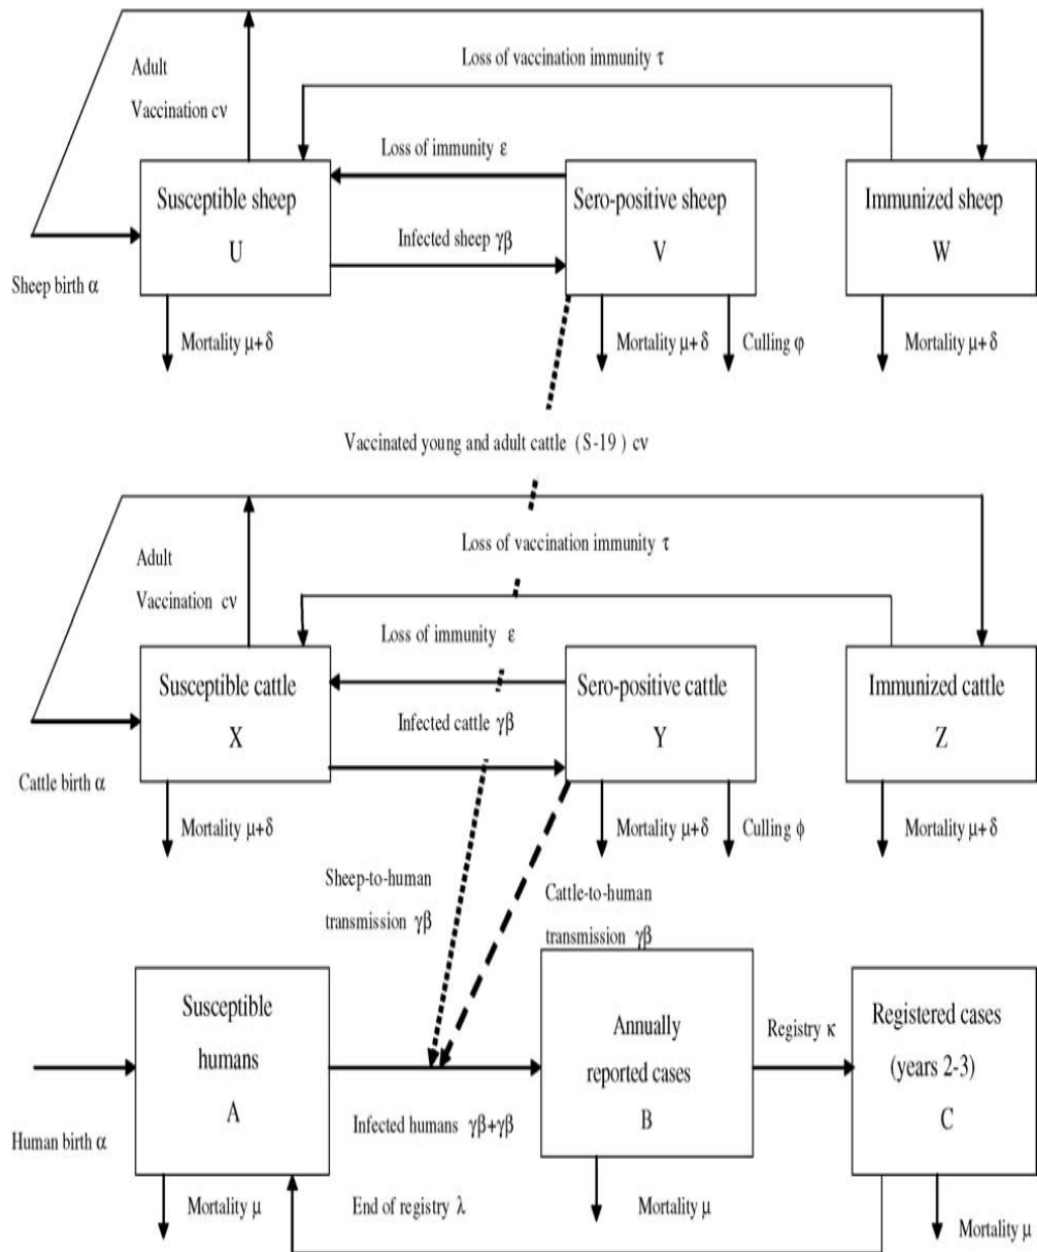 Adult
Vaccination cv
Loss of vaccination immunity τ
Loss of immunity ε
Susceptible sheep
U
Infected sheep γβ
Sero-positive sheep
V
Immunized sheep
W
Sheep birth α
Mortality μ+δ
Mortality μ+δ
Culling φ
Mortality μ+δ
Vaccinated young and adult cattle (S-19) cv
Adult
Vaccination cv
Loss of vaccination immunity τ
Loss of immunity ε
Susceptible cattle
X
Infected cattle γβ
Sero-positive cattle
Y
Immunized cattle
Z
Cattle birth α
Mortality μ+δ
Mortality μ+δ
Culling ϕ
Mortality μ+δ
Sheep-to-human
transmission γβ
Cattle-to-human
transmission γβ
Susceptible
humans
A
Annually
reported cases
B
Registry κ
Registered cases
(years 2-3)
C
Human birth α
Infected humans γβ+γβ
Mortality μ
End of registry λ
Mortality μ
Mortality μ